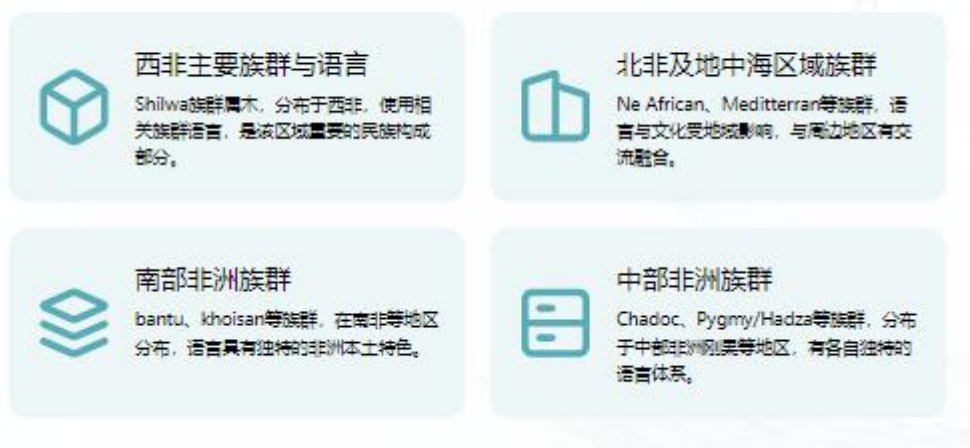 西非主要族群与语言
Shilwa族群属木，分布于西非，使用相
关族群语言，是该区域重要的民族构成
部分。
北非及地中海区域族群
Ne African、Meditterran等族群，语
言与文化受地域影响，与周边地区有交
流融合。
南部非洲族群
bantu、khoisan等族群，在南非等地区
分布，语言具有独特的非洲本土特色。
中部非洲族群
Chadoc、Pygmy/Hadza等族群，分布
于中部非洲刚果等地区，有各自独特的
语言体系。